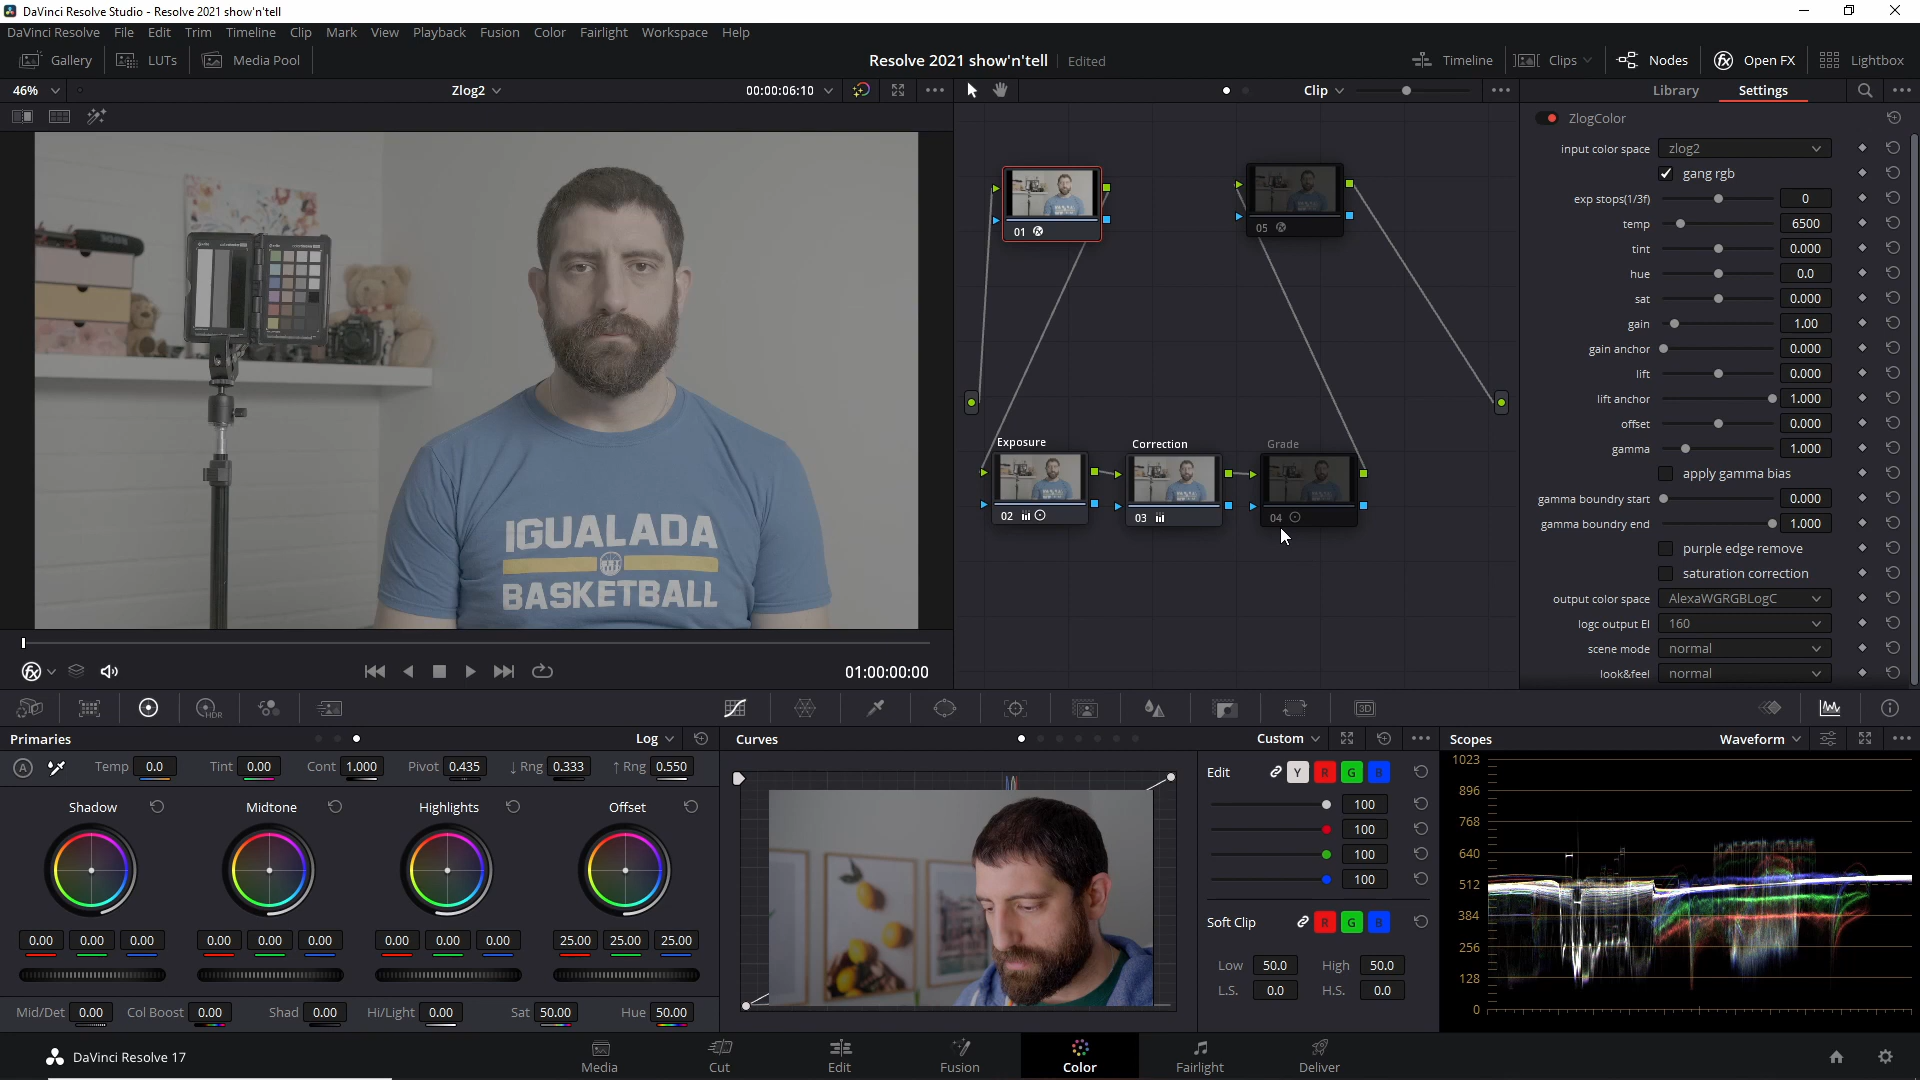 DaVinci Resolve Studio - Resolve 2021 show'n'tell
DaVinci Resolve File Edit Trim Timeline Clip Mark View Playback Fusion Color Fairlight Workspace Help
Gallery LUTs Media Pool Resolve 2021 show'n'tell Edited Timeline Clips Nodes fx Open FX Lightbox
46% Zlog2 00:00:06:10 Clip Library Settings
ZlogColor
input color space zlog2
gang rgb
exp stops(1/3f) 0
temp 6500
tint 0.000
hue 0.0
sat 0.000
gain 1.00
gain anchor 0.000
lift 0.000
lift anchor 1.000
offset 0.000
gamma 1.000
apply gamma bias
gamma boundry start 0.000
gamma boundry end 1.000
purple edge remove
saturation correction
output color space AlexaWGRGBLogC
logc output EI 160
scene mode normal
look&feel normal
01
05
Exposure Correction Grade
02 03 04
IGUALADA
BASKETBALL
fx 01:00:00:00
HDR 3D
Primaries Log
A Temp 0.0 Tint 0.00 Cont 1.000 Pivot 0.435 ↓ Rng 0.333 ↑ Rng 0.550
Shadow Midtone Highlights Offset
0.00 0.00 0.00 0.00 0.00 0.00 0.00 0.00 0.00 25.00 25.00 25.00
Mid/Det 0.00 Col Boost 0.00 Shad 0.00 Hi/Light 0.00 Sat 50.00 Hue 50.00
Curves Custom
Edit Y R G B
100
100
100
100
Soft Clip R G B
Low 50.0 High 50.0
L.S. 0.0 H.S. 0.0
Scopes Waveform
1023
896
768
640
512
384
256
128
0
DaVinci Resolve 17 Media Cut Edit Fusion Color Fairlight Deliver